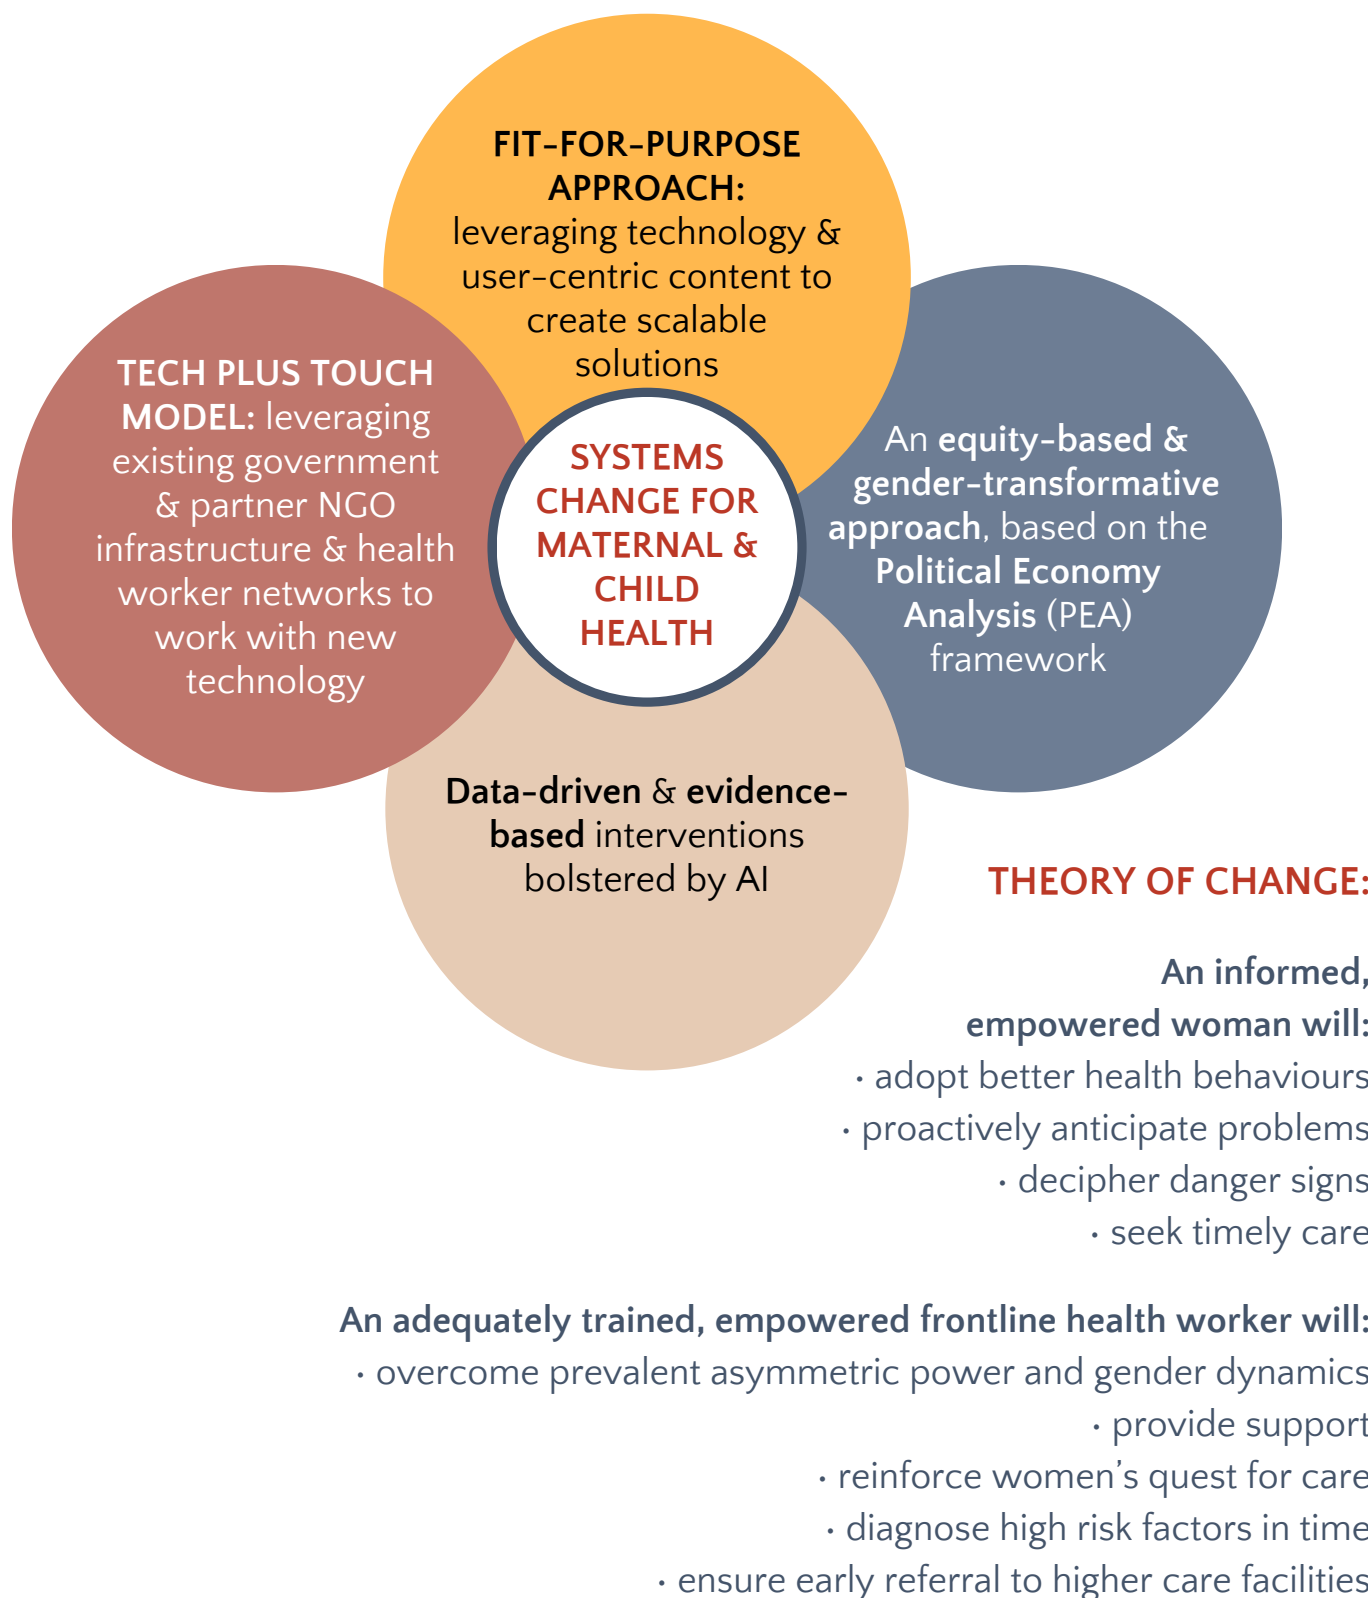 FIT-FOR-PURPOSE
APPROACH:
leveraging technology &
user-centric content to
create scalable
solutions
TECH PLUS TOUCH
MODEL: leveraging
existing government
& partner NGO
infrastructure & health
worker networks to
work with new
technology
SYSTEMS
CHANGE FOR
MATERNAL &
CHILD
HEALTH
An equity-based &
gender-transformative
approach, based on the
Political Economy
Analysis (PEA)
framework
Data-driven & evidence-
based interventions
bolstered by AI
THEORY OF CHANGE:
An informed,
empowered woman will:
• adopt better health behaviours
• proactively anticipate problems
• decipher danger signs
• seek timely care
An adequately trained, empowered frontline health worker will:
• overcome prevalent asymmetric power and gender dynamics
• provide support
• reinforce women’s quest for care
• diagnose high risk factors in time
• ensure early referral to higher care facilities